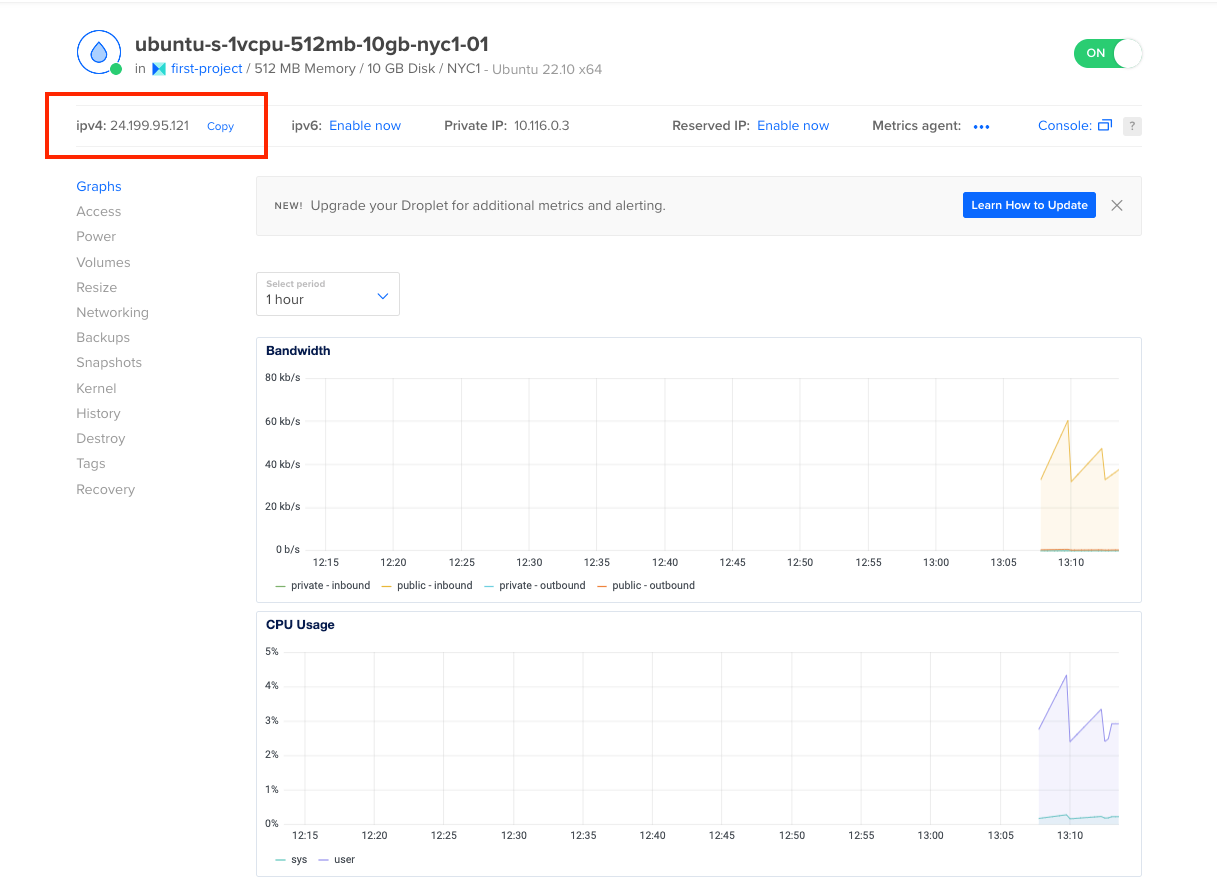 ubuntu-s-1vcpu-512mb-10gb-nyc1-01
in first-project / 512 MB Memory / 10 GB Disk / NYC1 - Ubuntu 22.10 x64
ON
ipv4: 24.199.95.121 Copy ipv6: Enable now Private IP: 10.116.0.3 Reserved IP: Enable now Metrics agent: ••• Console: ?
Graphs
Access
Power
Volumes
Resize
Networking
Backups
Snapshots
Kernel
History
Destroy
Tags
Recovery
NEW! Upgrade your Droplet for additional metrics and alerting. Learn How to Update
Select period
1 hour
Bandwidth
80 kb/s
60 kb/s
40 kb/s
20 kb/s
0 b/s
12:15 12:20 12:25 12:30 12:35 12:40 12:45 12:50 12:55 13:00 13:05 13:10
private - inbound public - inbound private - outbound public - outbound
CPU Usage
5%
4%
3%
2%
1%
0%
12:15 12:20 12:25 12:30 12:35 12:40 12:45 12:50 12:55 13:00 13:05 13:10
sys user